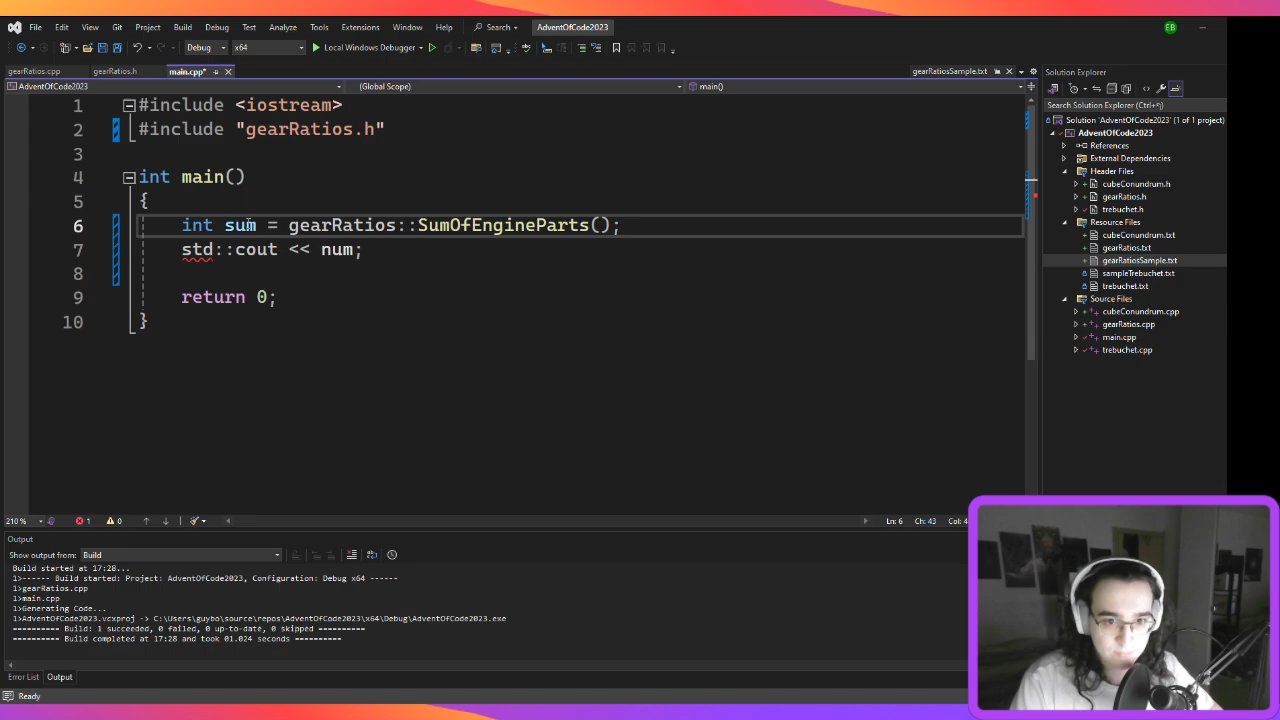 File Edit View Git Project Build Debug Test Analyze Tools Extensions Window Help Search AdventOfCode2023 EB
Debug x64 Local Windows Debugger
gearRatios.cpp gearRatios.h main.cpp* gearRatiosSample.txt
AdventOfCode2023 (Global Scope) main()
1 #include <iostream>
2 #include "gearRatios.h"
3
4 int main()
5 {
6 int sum = gearRatios::SumOfEngineParts();
7 std::cout << num;
8
9 return 0;
10 }
210 % 1 0 Ln: 6 Ch: 43 Col: 4
Output
Show output from: Build
Build started at 17:28...
1>------ Build started: Project: AdventOfCode2023, Configuration: Debug x64 ------
1>gearRatios.cpp
1>main.cpp
1>Generating Code...
1>AdventOfCode2023.vcxproj -> C:\Users\guybo\source\repos\AdventOfCode2023\x64\Debug\AdventOfCode2023.exe
========== Build: 1 succeeded, 0 failed, 0 up-to-date, 0 skipped ==========
========== Build completed at 17:28 and took 01.024 seconds ==========
Error List Output
Ready
Solution Explorer
Search Solution Explorer (Ctrl+^)
Solution 'AdventOfCode2023' (1 of 1 project)
AdventOfCode2023
References
External Dependencies
Header Files
cubeConundrum.h
gearRatios.h
trebuchet.h
Resource Files
cubeConundrum.txt
gearRatios.txt
gearRatiosSample.txt
sampleTrebuchet.txt
trebuchet.txt
Source Files
cubeConundrum.cpp
gearRatios.cpp
main.cpp
trebuchet.cpp